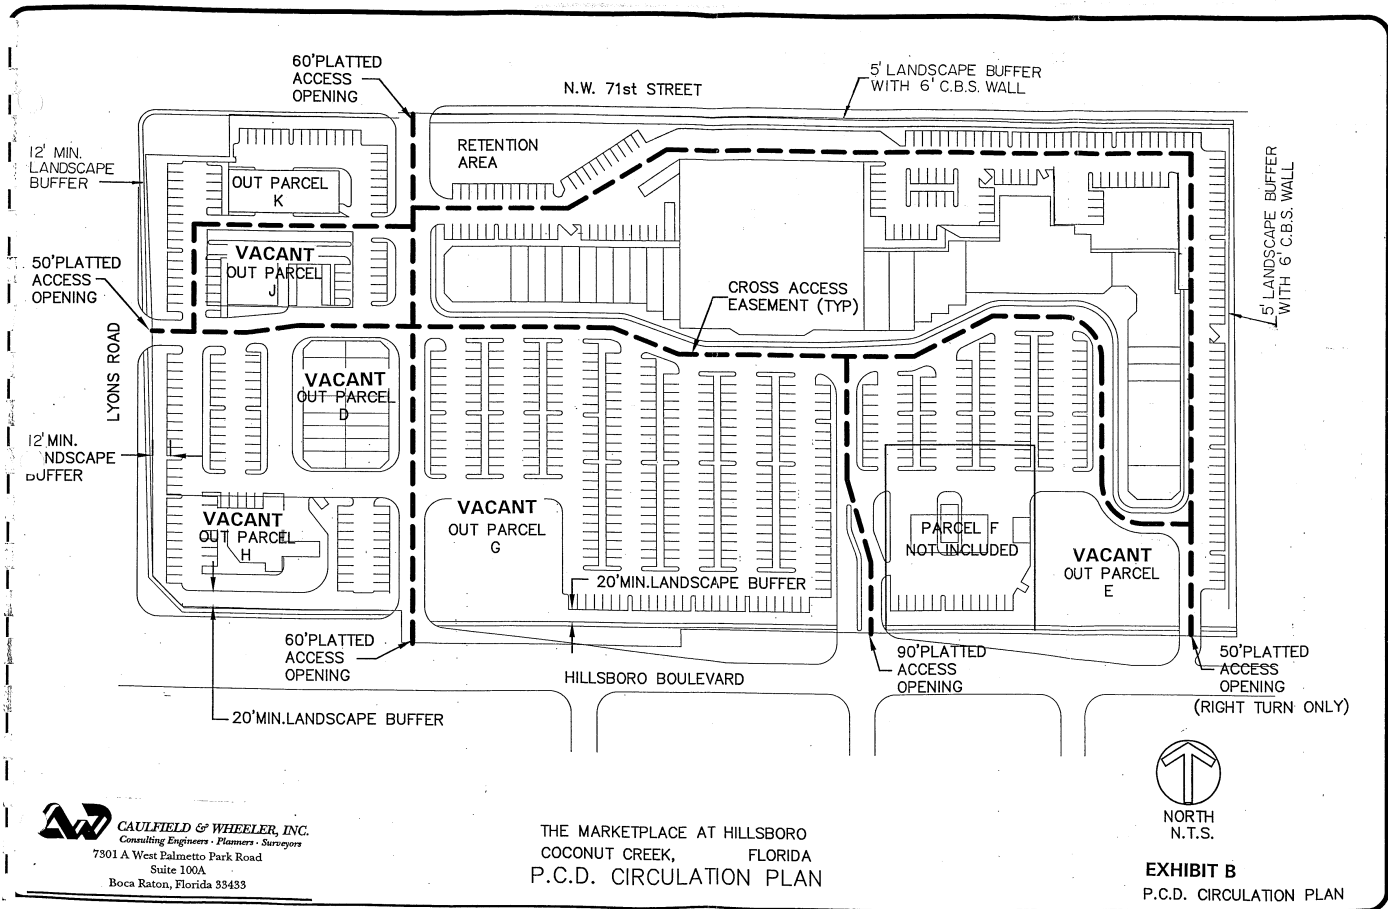 60'PLATTED
ACCESS
OPENING
N.W. 71st STREET
5' LANDSCAPE BUFFER
WITH 6' C.B.S. WALL
12' MIN.
LANDSCAPE
BUFFER
RETENTION
AREA
OUT PARCEL
K
5' LANDSCAPE BUFFER
WITH 6' C.B.S. WALL
VACANT
OUT PARCEL
J
50'PLATTED
ACCESS
OPENING
CROSS ACCESS
EASEMENT (TYP)
LYONS ROAD
VACANT
OUT PARCEL
D
12'MIN.
NDSCAPE
BUFFER
VACANT
OUT PARCEL
H
VACANT
OUT PARCEL
G
PARCEL F
NOT INCLUDED
VACANT
OUT PARCEL
E
20'MIN.LANDSCAPE BUFFER
60'PLATTED
ACCESS
OPENING
HILLSBORO BOULEVARD
90'PLATTED
ACCESS
OPENING
50'PLATTED
ACCESS
OPENING
(RIGHT TURN ONLY)
20'MIN.LANDSCAPE BUFFER
NORTH
N.T.S.
CAULFIELD & WHEELER, INC.
Consulting Engineers · Planners · Surveyors
7301 A West Palmetto Park Road
Suite 100A
Boca Raton, Florida 33433
THE MARKETPLACE AT HILLSBORO
COCONUT CREEK, FLORIDA
P.C.D. CIRCULATION PLAN
EXHIBIT B
P.C.D. CIRCULATION PLAN